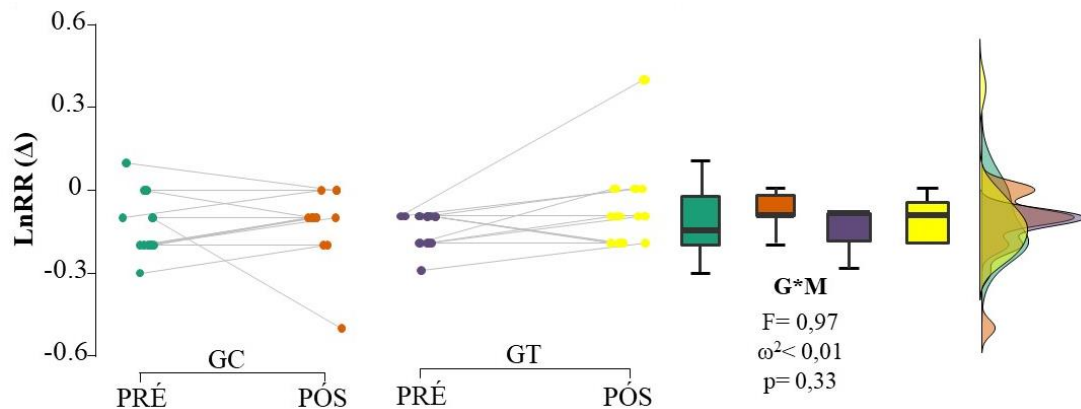 0.6
0.3
0
-0.3
-0.6
LnRR (Δ)
GC
PRÉ PÓS
GT
PRÉ PÓS
G*M
F= 0,97
ω²< 0,01
p= 0,33